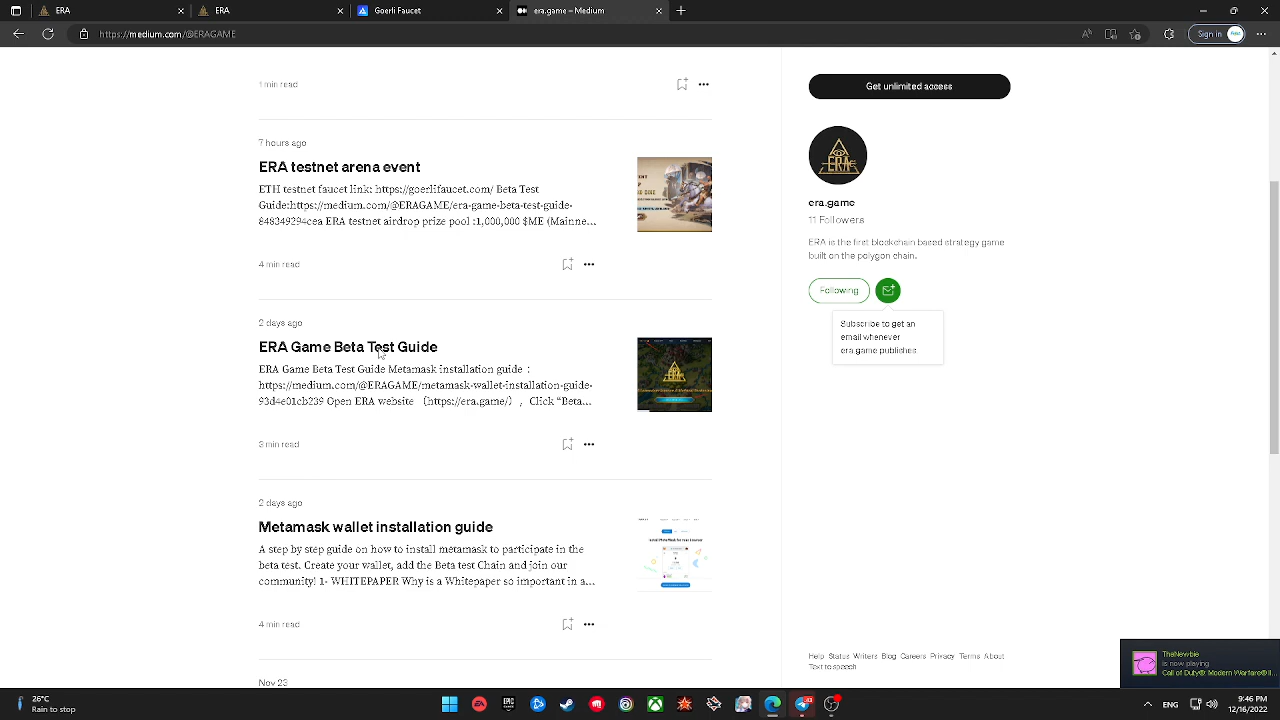 ERA
ERA
Goerli Faucet
era.game – Medium
https://medium.com/@ERAGAME
Sign in
1 min read
Get unlimited access
7 hours ago
ERA testnet arena event
ETH testnet faucet link: https://goerlifaucet.com/ Beta Test
Guide:https://medium.com/@ERAGAME/era-game-beta-test-guide-
ERA testnet airdrop prize pool :1,000,000 $ME (Mainne…
4 min read
ERA
era.game
11 Followers
ERA is the first blockchain based strategy game
built on the polygon chain.
Following
Subscribe to get an
email whenever
era.game publishes.
2 days ago
ERA Game Beta Test Guide
ERA Game Beta Test Guide Metamask installation guide :
https://medium.com/@ERAGAME/metamask-wallet-installation-guide-
Open ERA website （https://era.game/）, Click “Beta…
3 min read
2 days ago
Metamask wallet installation guide
A step by step guide on how to install metamask to participate in the
beta test. Create your wallet, add the Beta test Chain and join our
community! 1- WHITEPAPER Why is a Whitepaper so important in a…
4 min read
Nov 23
Help Status Writers Blog Careers Privacy Terms About
Text to speech
TheNewbie
is now playing
Call of Duty®: Modern Warfare® II…
26°C
Rain to stop
ENG
9:46 PM
12/16/2022